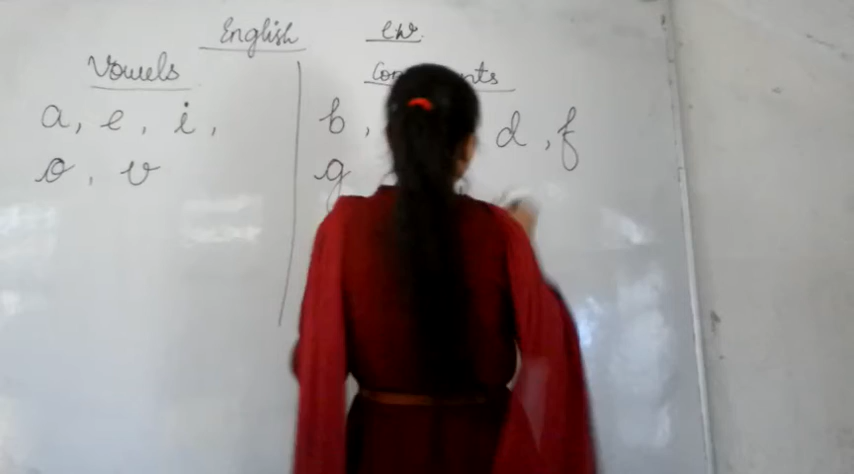 English cw.
Vowels
a, e, i,
o, v
b, d, f
g